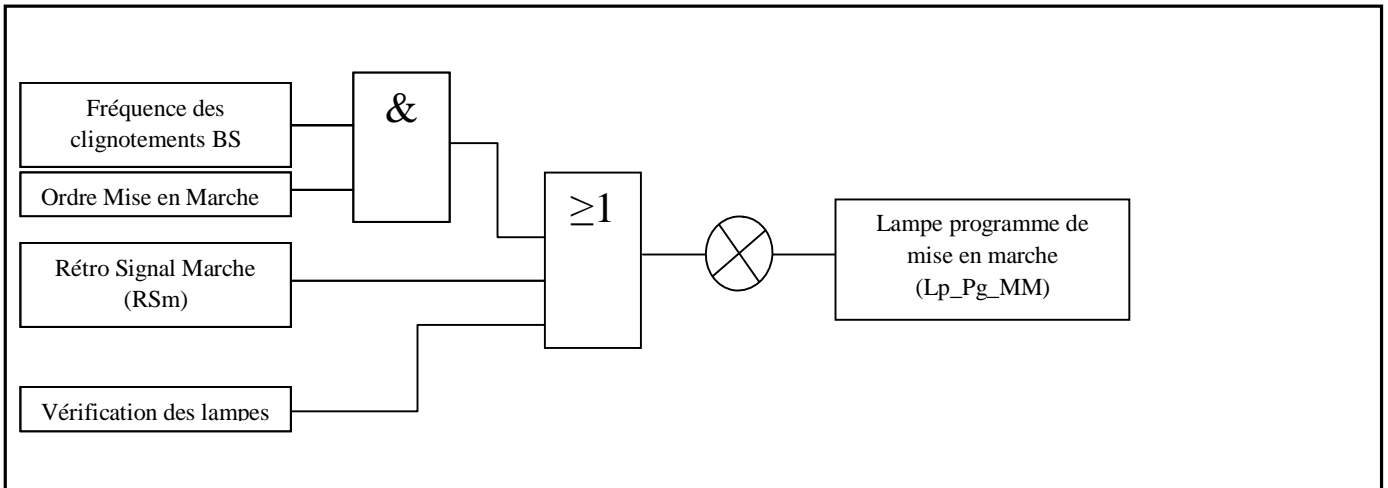 Fréquence des
clignotements BS
&
Ordre Mise en Marche
≥1
Rétro Signal Marche
(RSm)
Lampe programme de
mise en marche
(Lp_Pg_MM)
Vérification des lampes